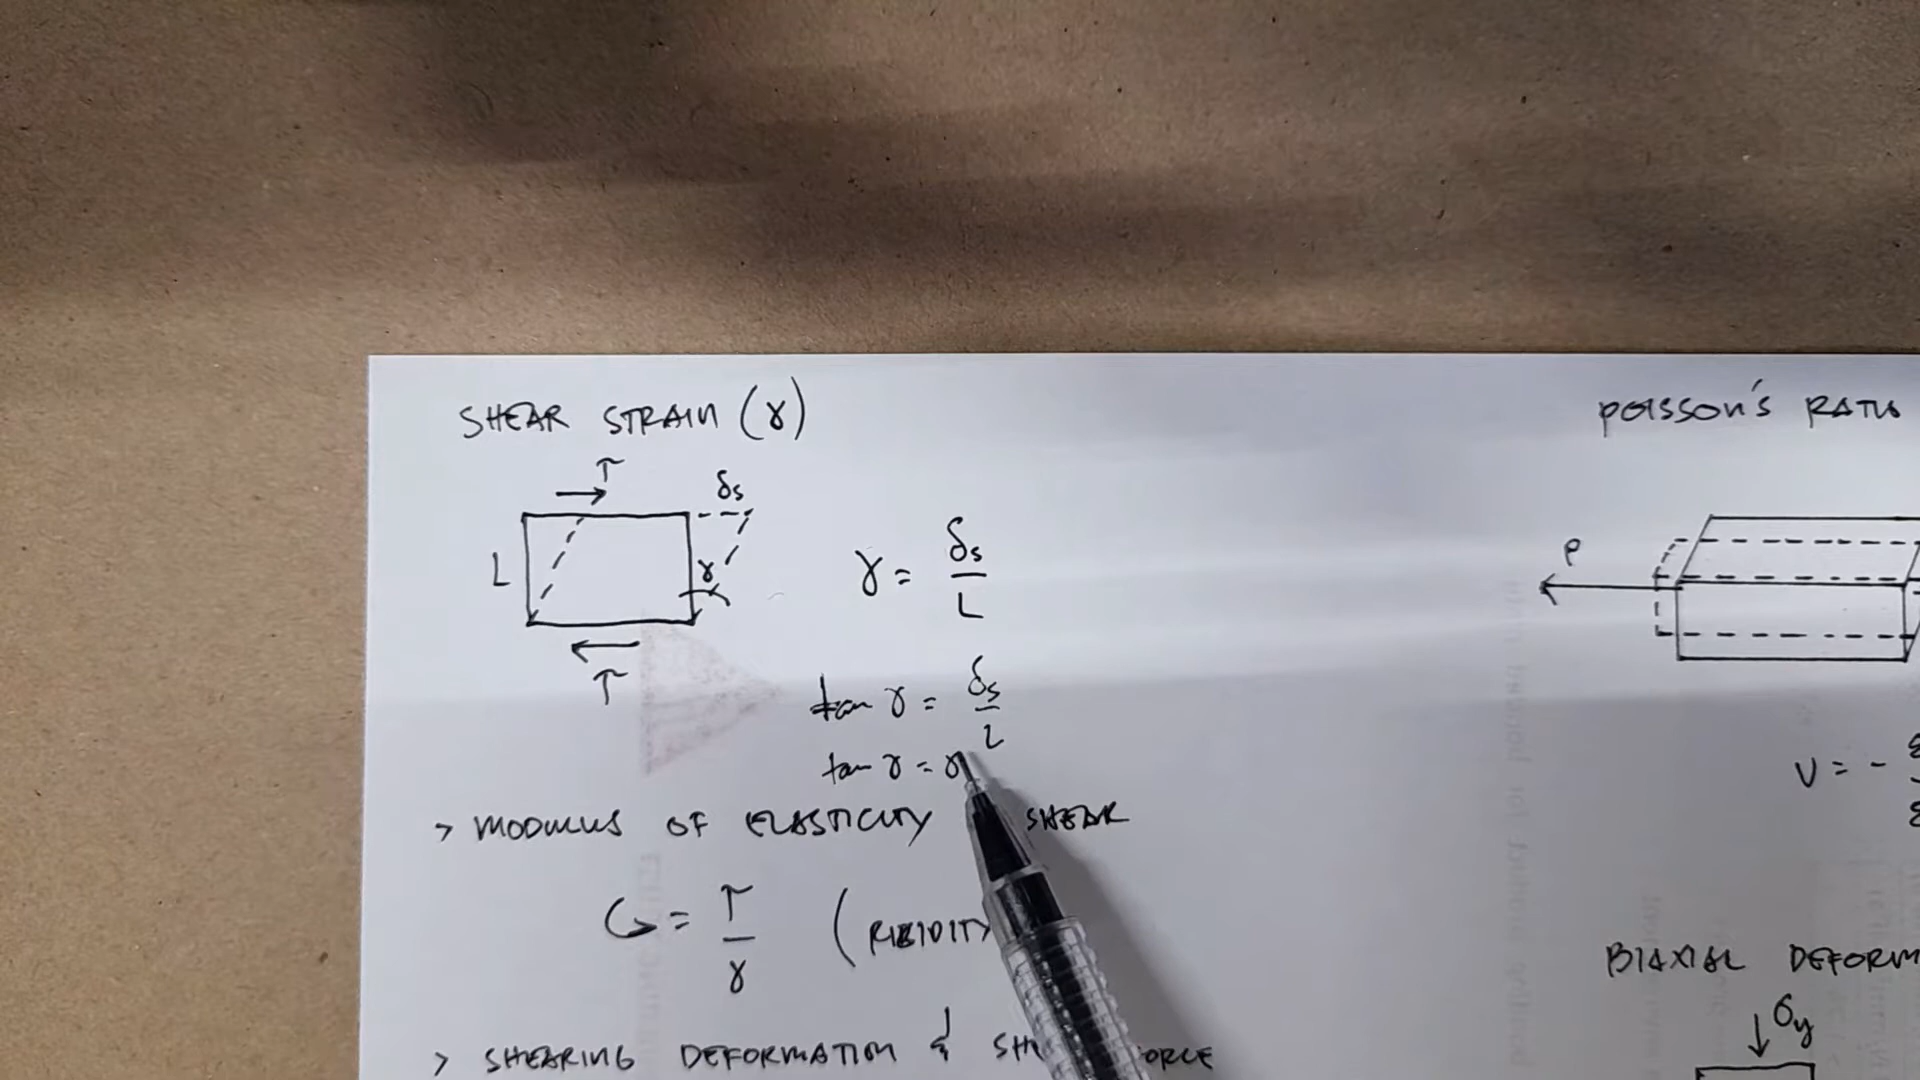 SHEAR STRAIN (γ)
τ
δs
L
γ
τ
γ = δs / L
tan γ = δs / L
tan γ = γ
> MODULUS OF ELASTICITY SHEAR
G = τ / γ (RIGIDITY
> SHEARING DEFORMATION & SH ORCE
POISSON'S RATIO
P
ν = -
BIAXIAL DEFORM
σy